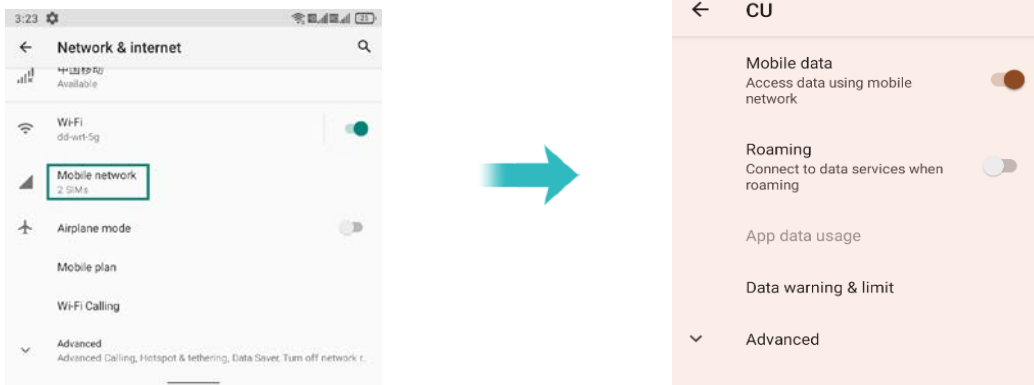 3:23
21
Network & internet
中国移动
Available
Wi-Fi
dd-wrt-5g
Mobile network
2 SIMs
Airplane mode
Mobile plan
Wi-Fi Calling
Advanced
Advanced Calling, Hotspot & tethering, Data Saver, Turn off network r..
CU
Mobile data
Access data using mobile
network
Roaming
Connect to data services when
roaming
App data usage
Data warning & limit
Advanced